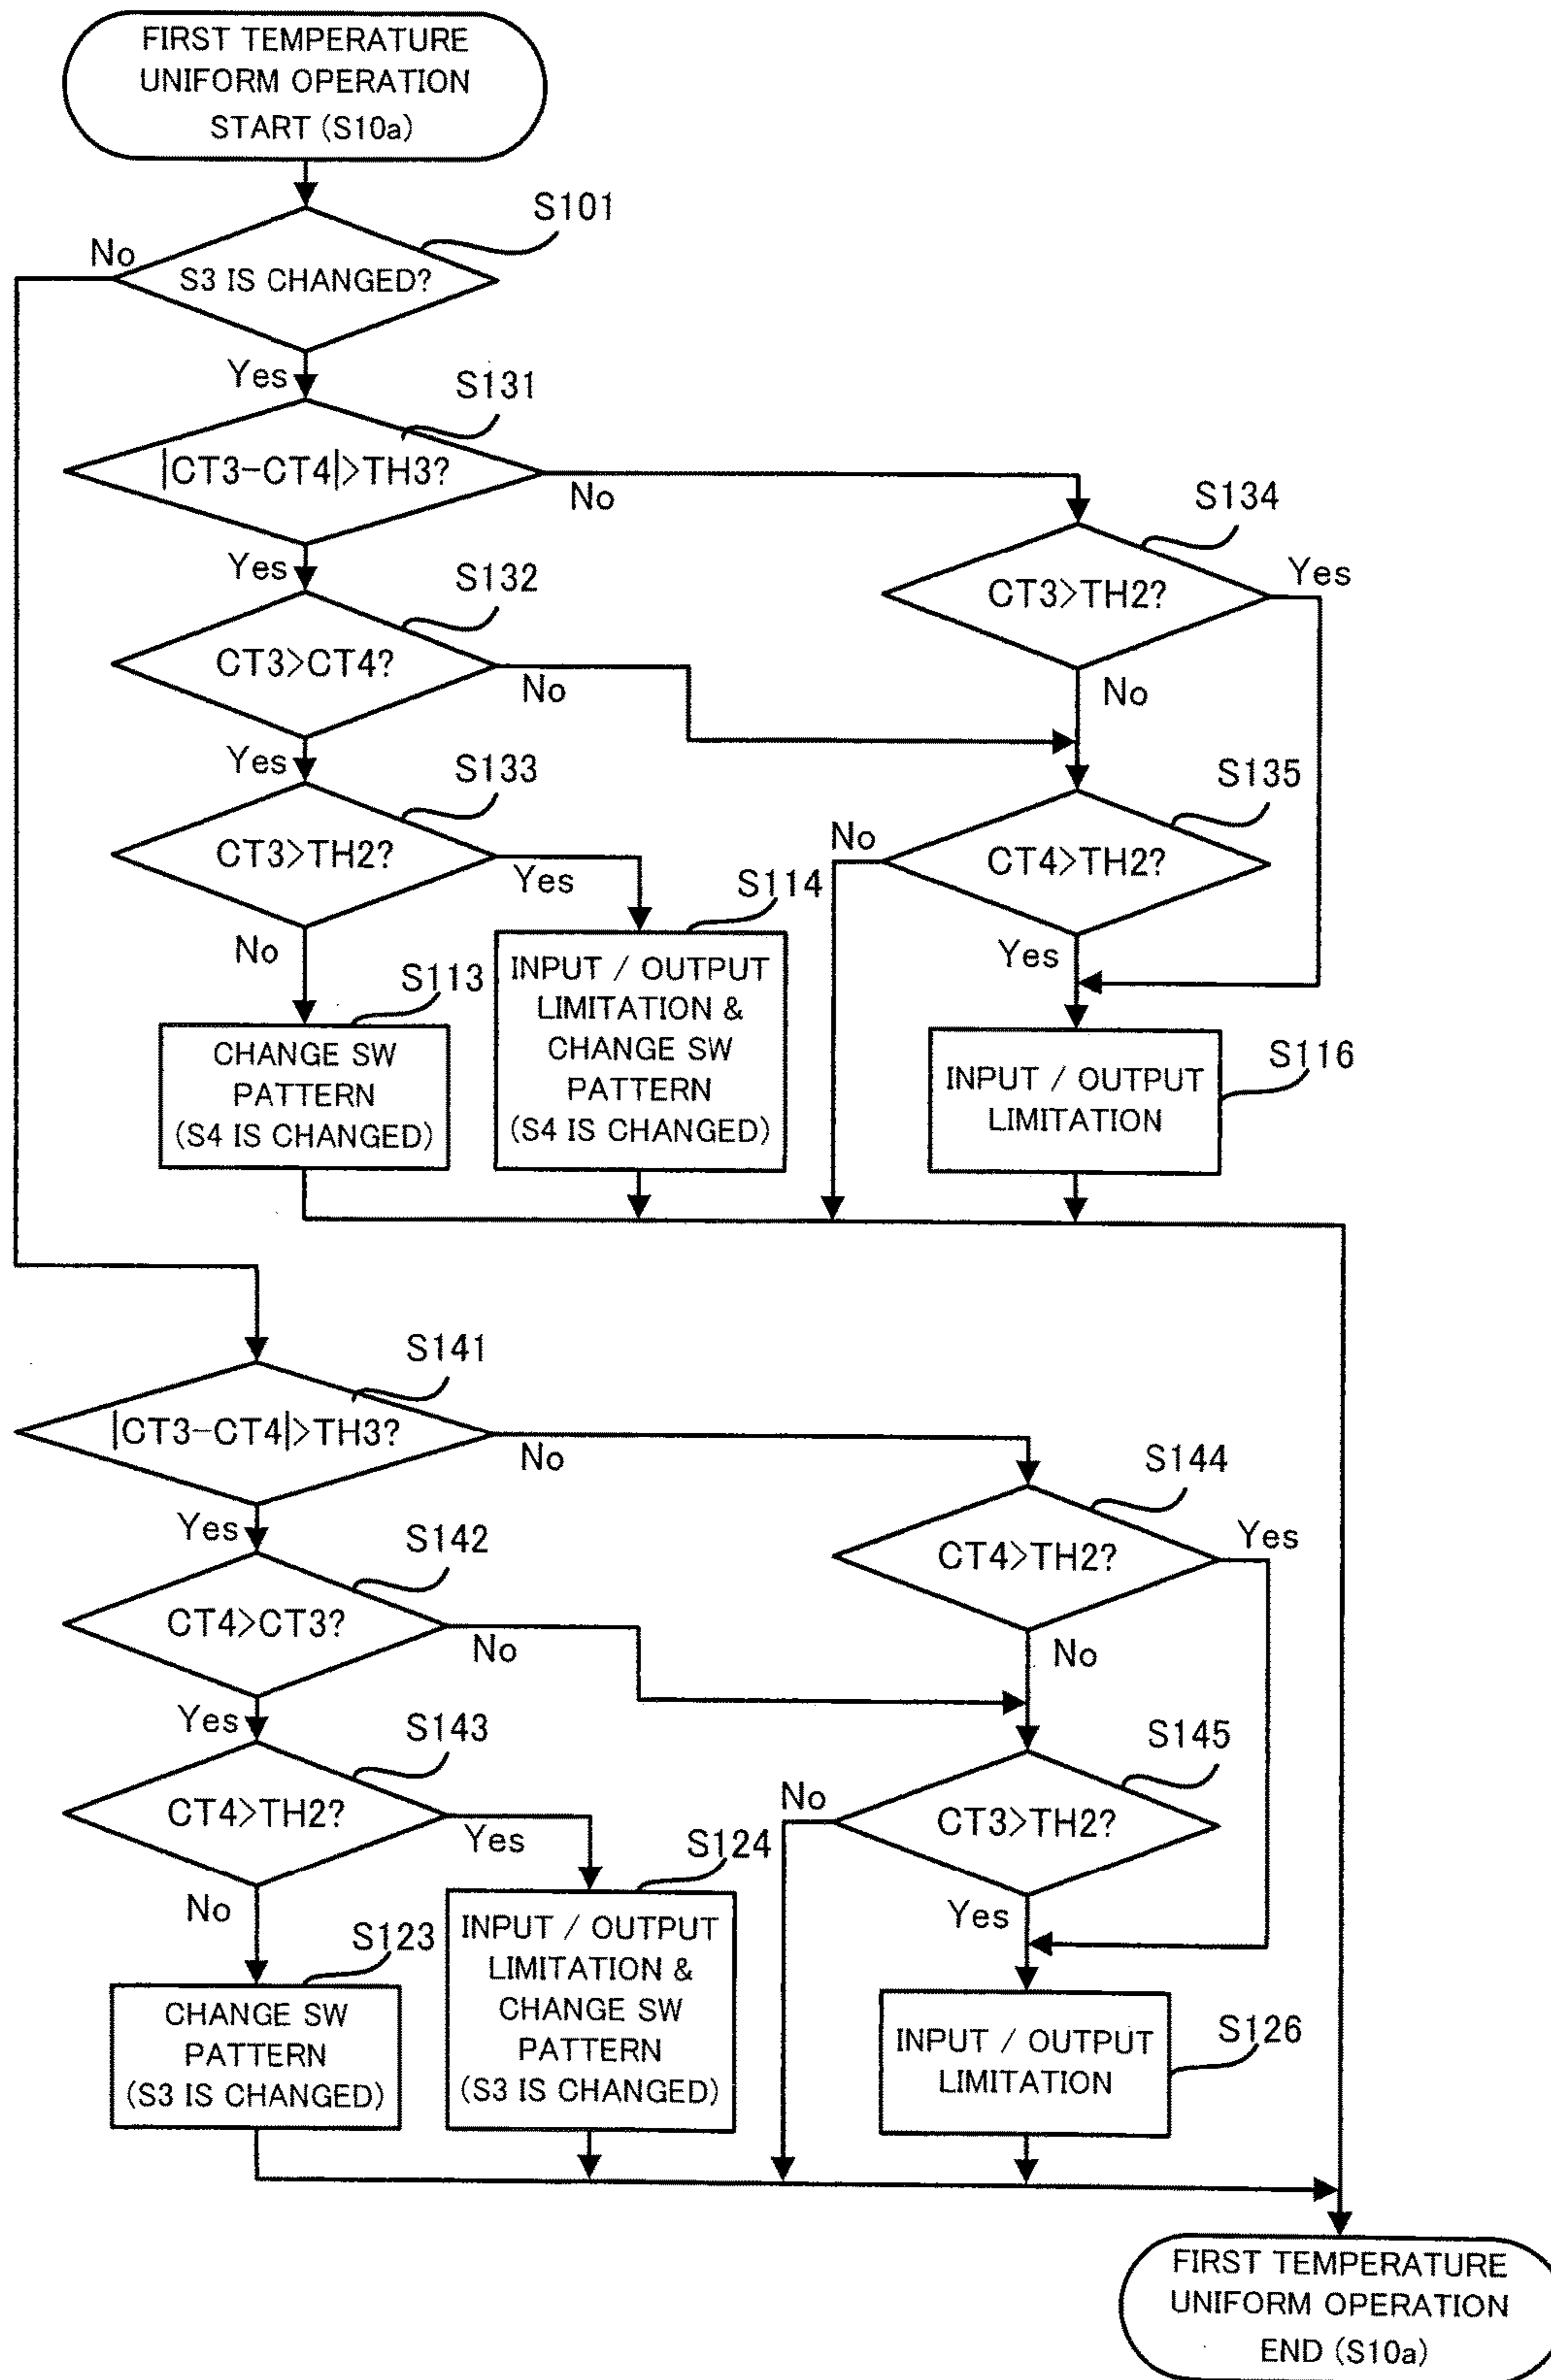 FIRST TEMPERATURE
UNIFORM OPERATION
START (S10a)
S101
No
S3 IS CHANGED?
Yes
S131
|CT3-CT4|>TH3?
No
S134
Yes
S132
CT3>TH2?
Yes
CT3>CT4?
No
No
Yes
S133
S135
CT3>TH2?
Yes
No
CT4>TH2?
S114
No
Yes
S113
INPUT / OUTPUT
LIMITATION &
CHANGE SW
PATTERN
(S4 IS CHANGED)
CHANGE SW
PATTERN
(S4 IS CHANGED)
S116
INPUT / OUTPUT
LIMITATION
S141
|CT3-CT4|>TH3?
No
S144
Yes
S142
CT4>TH2?
Yes
CT4>CT3?
No
No
Yes
S143
S145
CT4>TH2?
Yes
No
CT3>TH2?
S124
No
Yes
S123
INPUT / OUTPUT
LIMITATION &
CHANGE SW
PATTERN
(S3 IS CHANGED)
CHANGE SW
PATTERN
(S3 IS CHANGED)
S126
INPUT / OUTPUT
LIMITATION
FIRST TEMPERATURE
UNIFORM OPERATION
END (S10a)